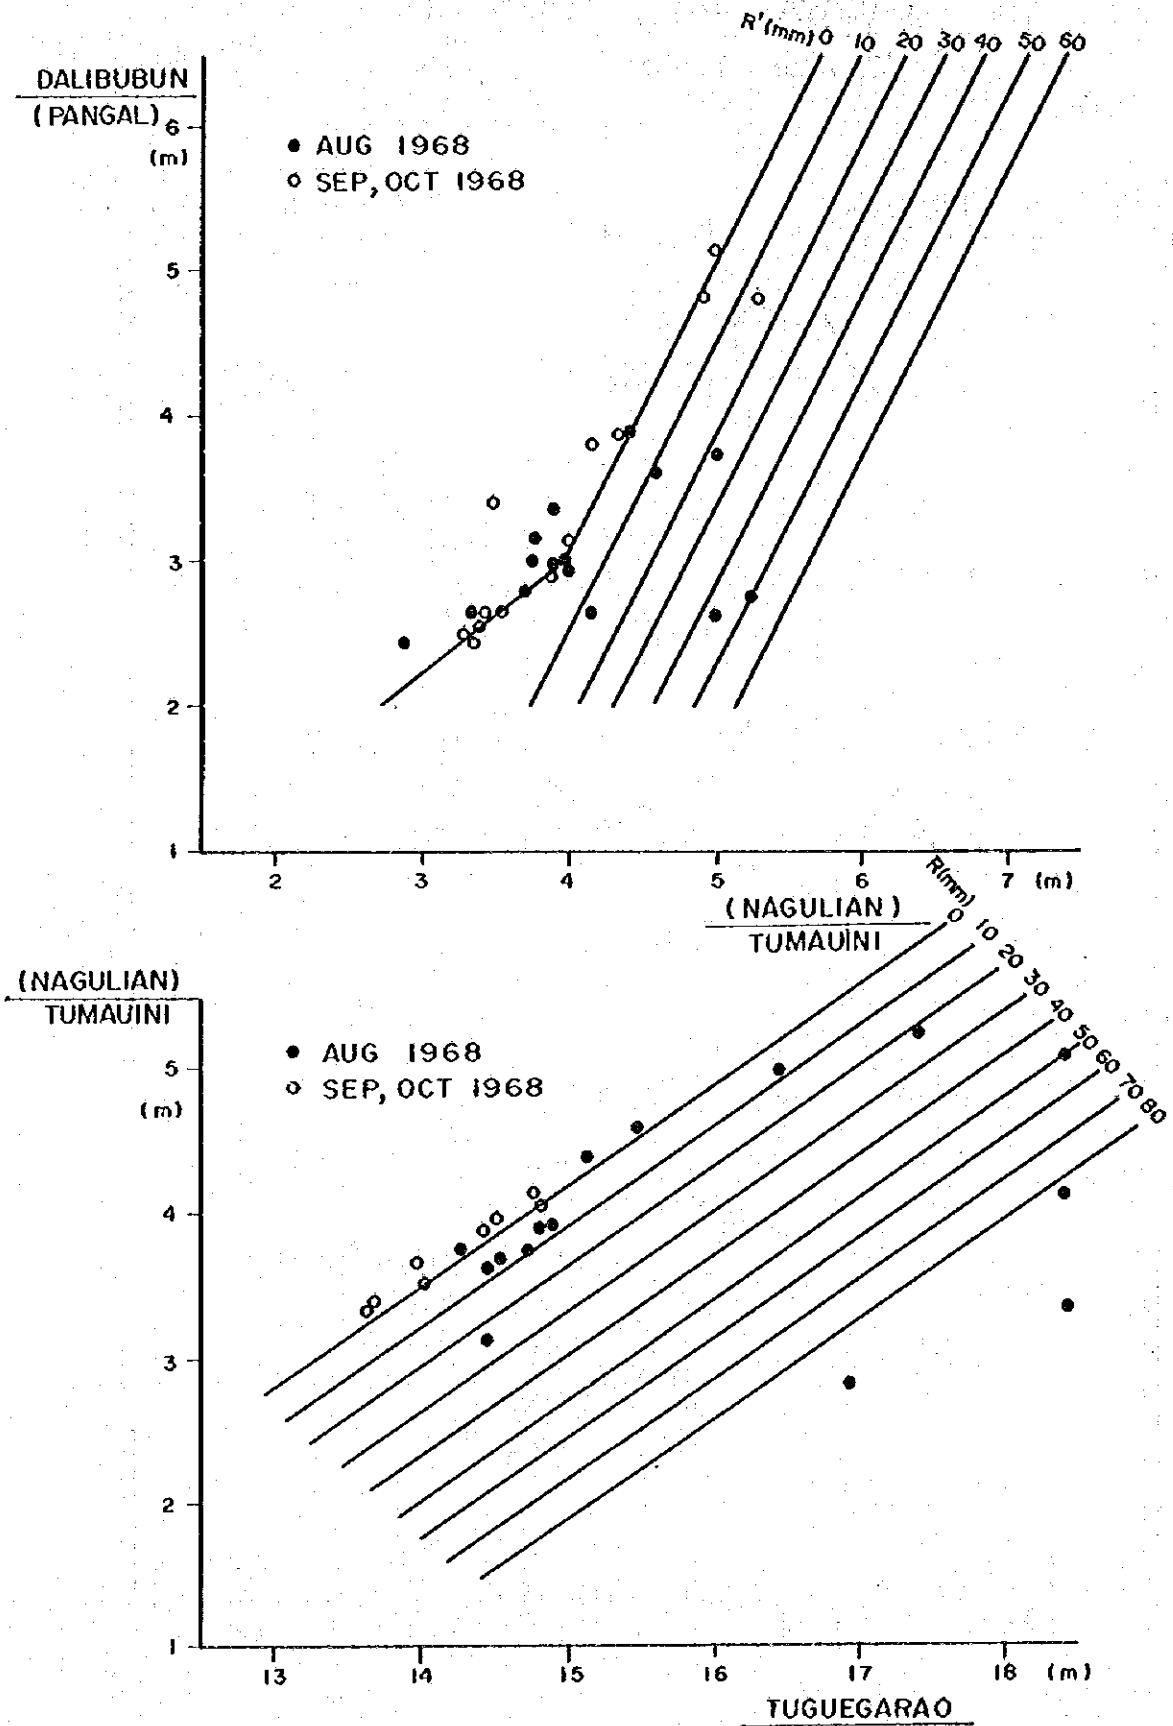 R'(mm) 0 10 20 30 40 50 60
DALIBUBUN
(PANGAL)
(m)
6
5
4
3
2
1
● AUG 1968
○ SEP, OCT 1968
2 3 4 5 6 7 (m)
(NAGULIAN)
TUMAUINI
R(mm)
0 10 20 30 40 50 60 70 80
(NAGULIAN)
TUMAUINI
(m)
5
4
3
2
1
● AUG 1968
○ SEP, OCT 1968
13 14 15 16 17 18 (m)
TUGUEGARAO